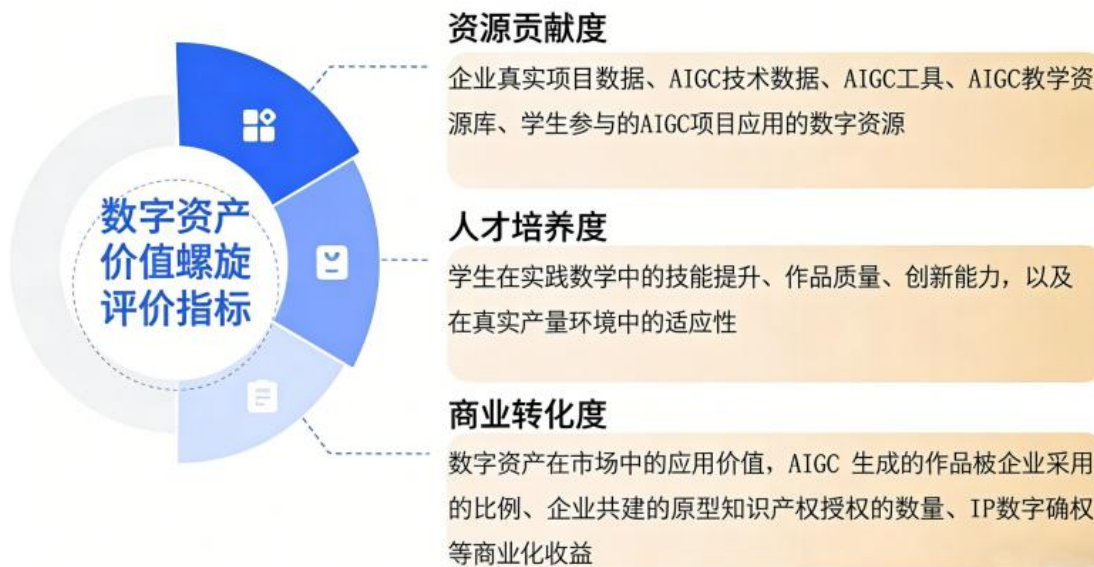 数字资产
价值螺旋
评价指标
资源贡献度
企业真实项目数据、AIGC技术数据、AIGC工具、AIGC教学资
源库、学生参与的AIGC项目应用的数字资源
人才培养度
学生在实践数学中的技能提升、作品质量、创新能力，以及
在真实产量环境中的适应性
商业转化度
数字资产在市场中的应用价值，AIGC 生成的作品板企业采用
的比例、企业共建的原型知识产权授权的数量、IP数字确权
等商业化收益